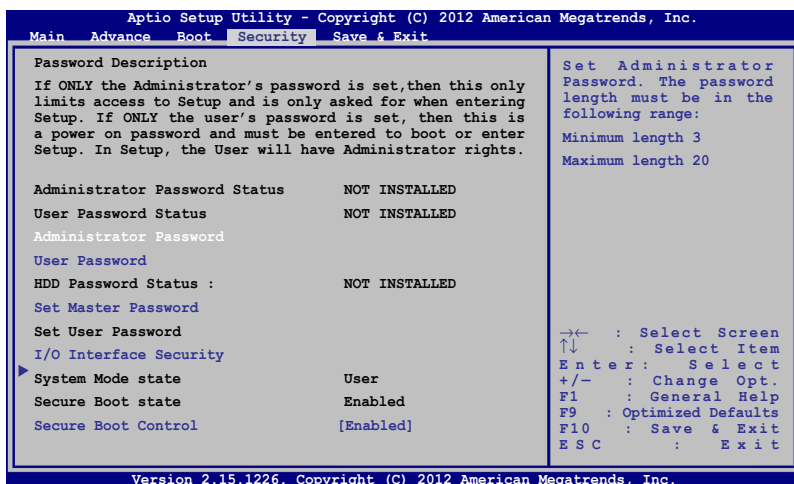 Aptio Setup Utility - Copyright (C) 2012 American Megatrends, Inc.
Main Advance Boot Security Save & Exit
Password Description
If ONLY the Administrator's password is set,then this only
limits access to Setup and is only asked for when entering
Setup. If ONLY the user's password is set, then this is
a power on password and must be entered to boot or enter
Setup. In Setup, the User will have Administrator rights.
Administrator Password Status NOT INSTALLED
User Password Status NOT INSTALLED
Administrator Password
User Password
HDD Password Status : NOT INSTALLED
Set Master Password
Set User Password
I/O Interface Security
System Mode state User
Secure Boot state Enabled
Secure Boot Control [Enabled]
Set Administrator
Password. The password
length must be in the
following range:
Minimum length 3
Maximum length 20
→← : Select Screen
↑↓ : Select Item
Enter: Select
+/— : Change Opt.
F1 : General Help
F9 : Optimized Defaults
F10 : Save & Exit
ESC : Exit
Version 2.15.1226. Copyright (C) 2012 American Megatrends, Inc.